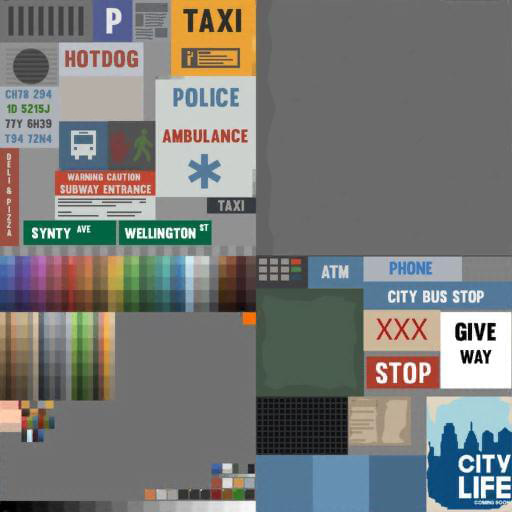 P
TAXI
HOTDOG
CH78 294
1D 5215J
77Y 6H39
T94 72N4
POLICE
AMBULANCE
DELI & PIZZA
WARNING CAUTION
SUBWAY ENTRANCE
TAXI
SYNTY AVE
WELLINGTON ST
ATM
PHONE
CITY BUS STOP
XXX
GIVE
WAY
STOP
CITY
LIFE
COMING SOON